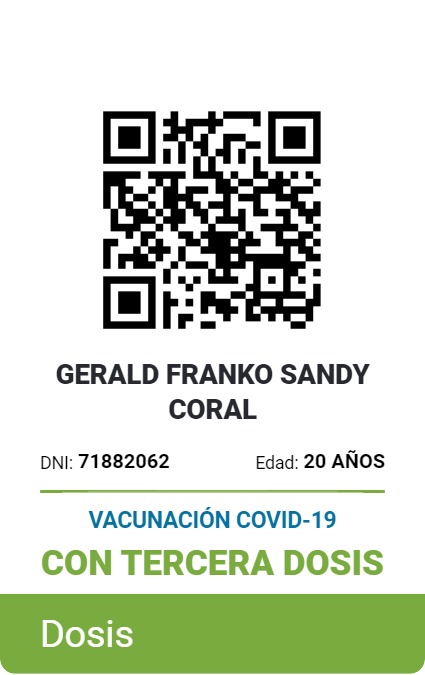 GERALD FRANKO SANDY
CORAL
DNI: 71882062 Edad: 20 AÑOS
VACUNACIÓN COVID-19
CON TERCERA DOSIS
Dosis